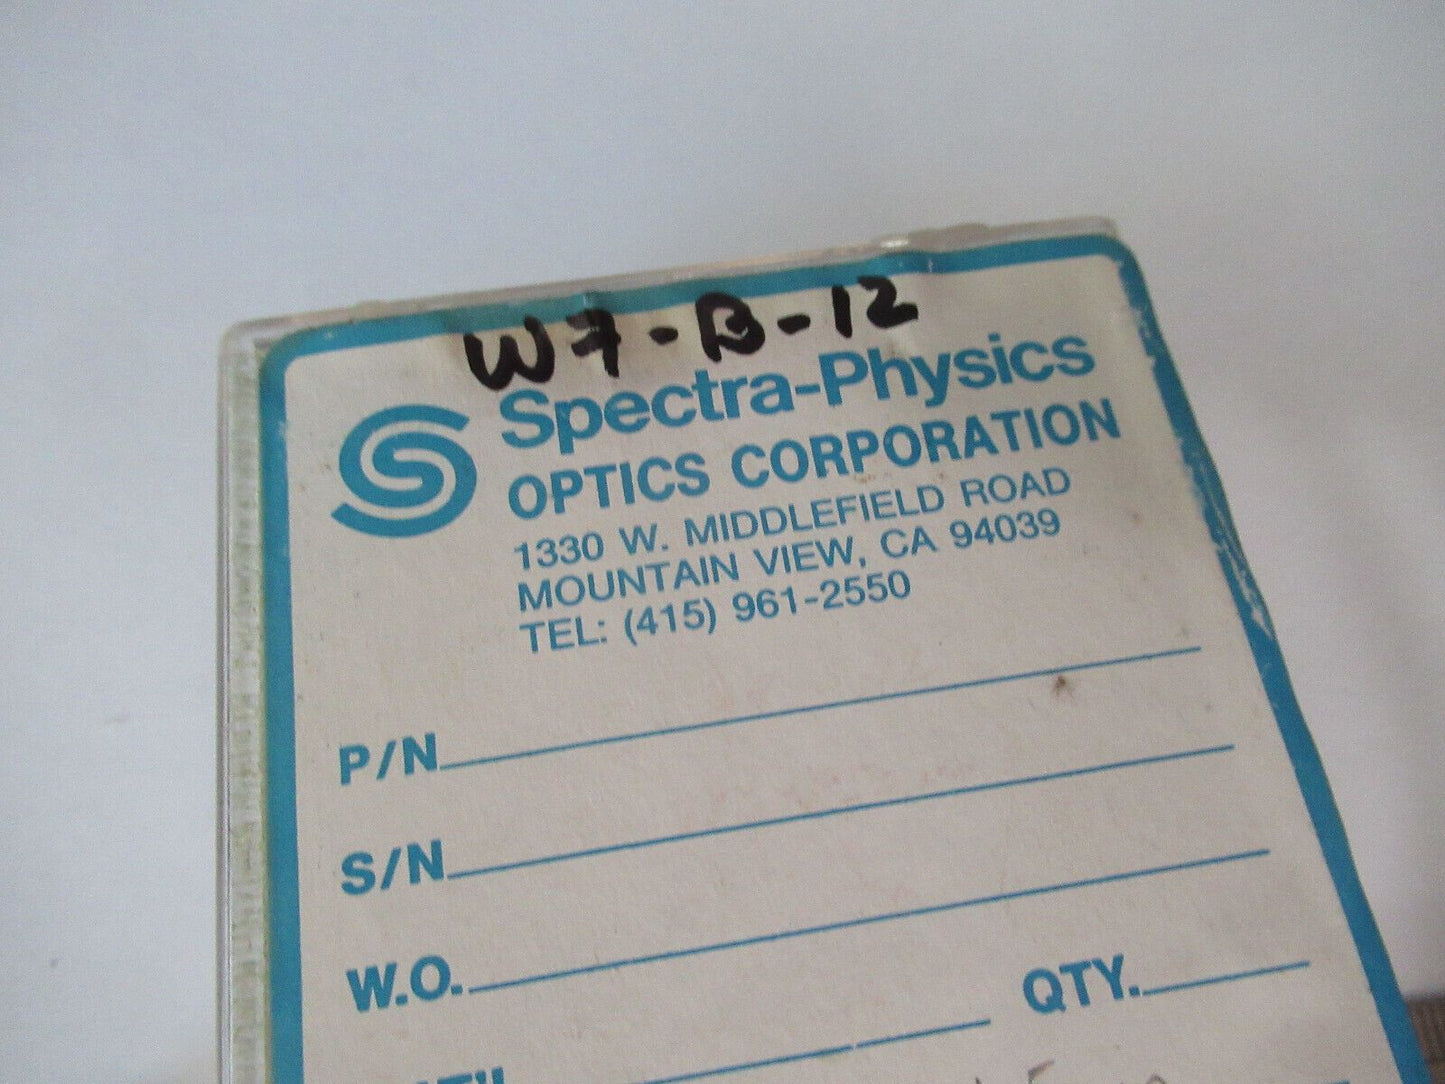 W7-B-12
Spectra-Physics
OPTICS CORPORATION
1330 W. MIDDLEFIELD ROAD
MOUNTAIN VIEW, CA 94039
TEL: (415) 961-2550
P/N
S/N
W.O.
QTY.